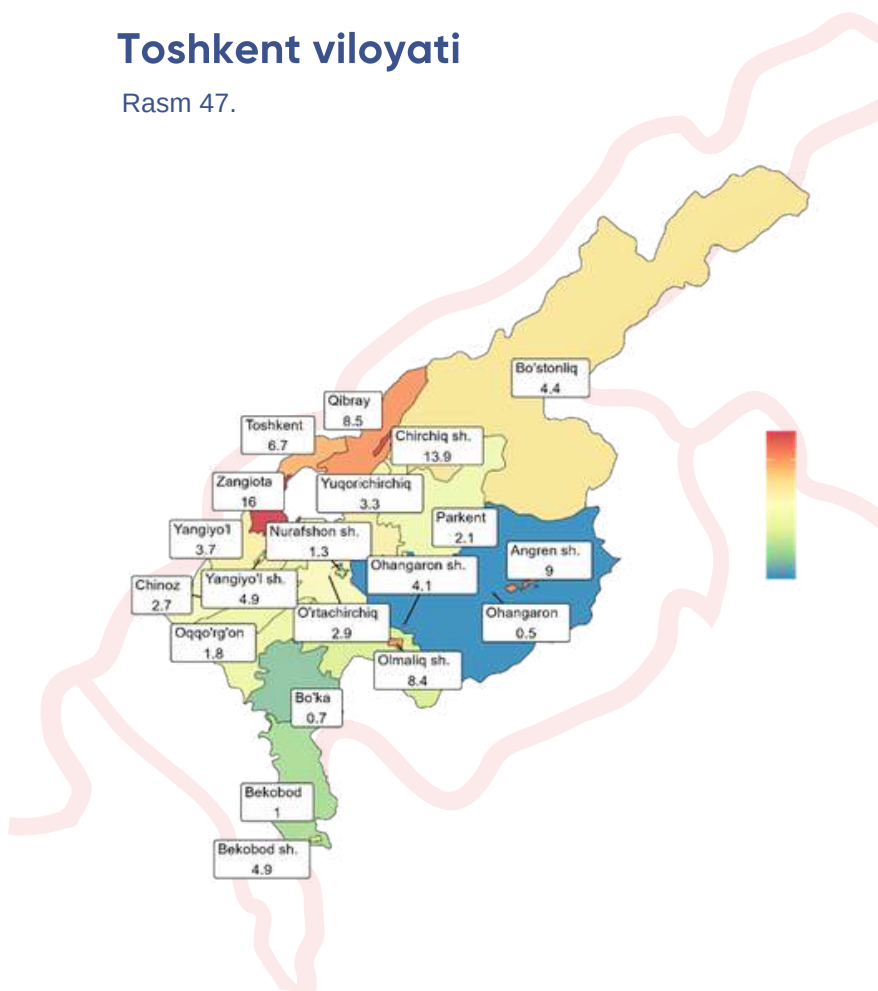 Toshkent viloyati
Rasm 47.
Bo'stonliq
4.4
Qibray
8.5
Toshkent
6.7
Chirchiq sh.
13.9
Zangiota
16
Yuqorichirchiq
3.3
Parkent
2.1
Yangiyo'l
3.7
Nurafshon sh.
1.3
Angren sh.
9
Ohangaron sh.
4.1
Chinoz
2.7
Yangiyo'l sh.
4.9
O'rtachirchiq
2.9
Ohangaron
0.5
Oqqo'rg'on
1.8
Olmaliq sh.
8.4
Bo'ka
0.7
Bekobod
1
Bekobod sh.
4.9